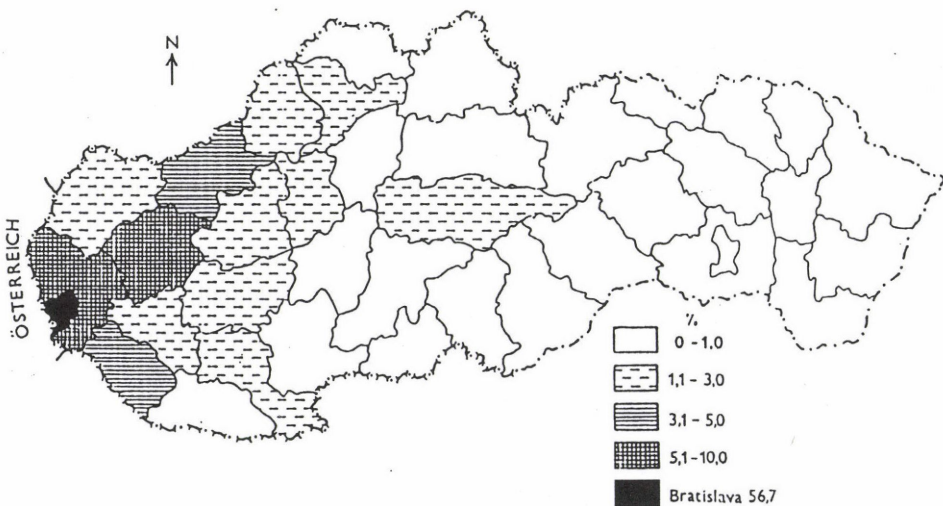 N
ÖSTERREICH
%
0 – 1,0
1,1 – 3,0
3,1 – 5,0
5,1 – 10,0
Bratislava 56,7